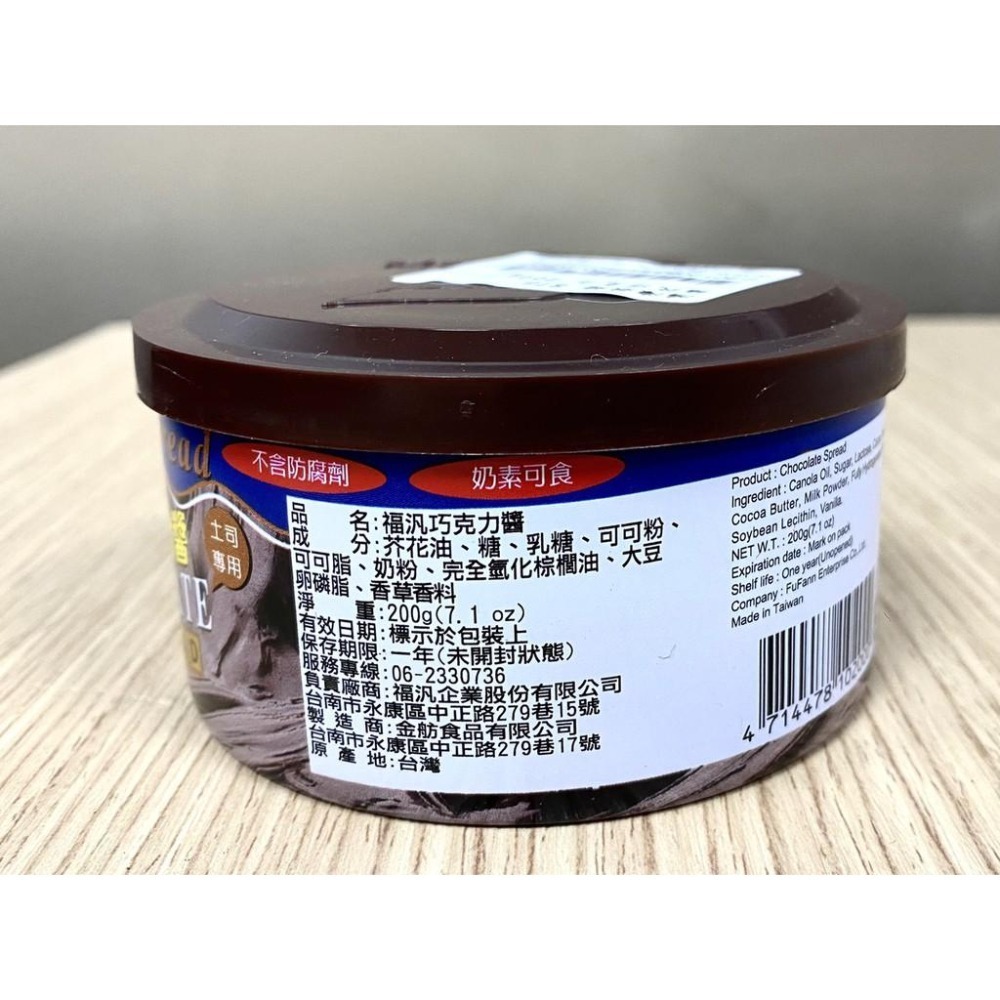 不含防腐劑
奶素可食
土司
專用
醬
品　　名:福汎巧克力醬
成　　分:芥花油、糖、乳糖、可可粉、
可可脂、奶粉、完全氫化棕櫚油、大豆
卵磷脂、香草香料
淨　　重:200g(7.1 oz)
有效日期:標示於包裝上
保存期限:一年(未開封狀態)
服務專線:06-2330736
負責廠商:福汎企業股份有限公司
台南市永康區中正路279巷15號
製 造 商:金舫食品有限公司
台南市永康區中正路279巷17號
原 產 地:台灣
Product : Chocolate Spread
Ingredient : Canola Oil, Sugar, Lactose,
Cocoa Butter, Milk Powder, Fully
Soybean Lecithin, Vanilla.
NET W.T. : 200g(7.1 oz)
Expiration date : Mark on pack
Shelf life : One year(Unopened)
Company : FuFann Enterprise Co.,Ltd.
Made in Taiwan
4 714478